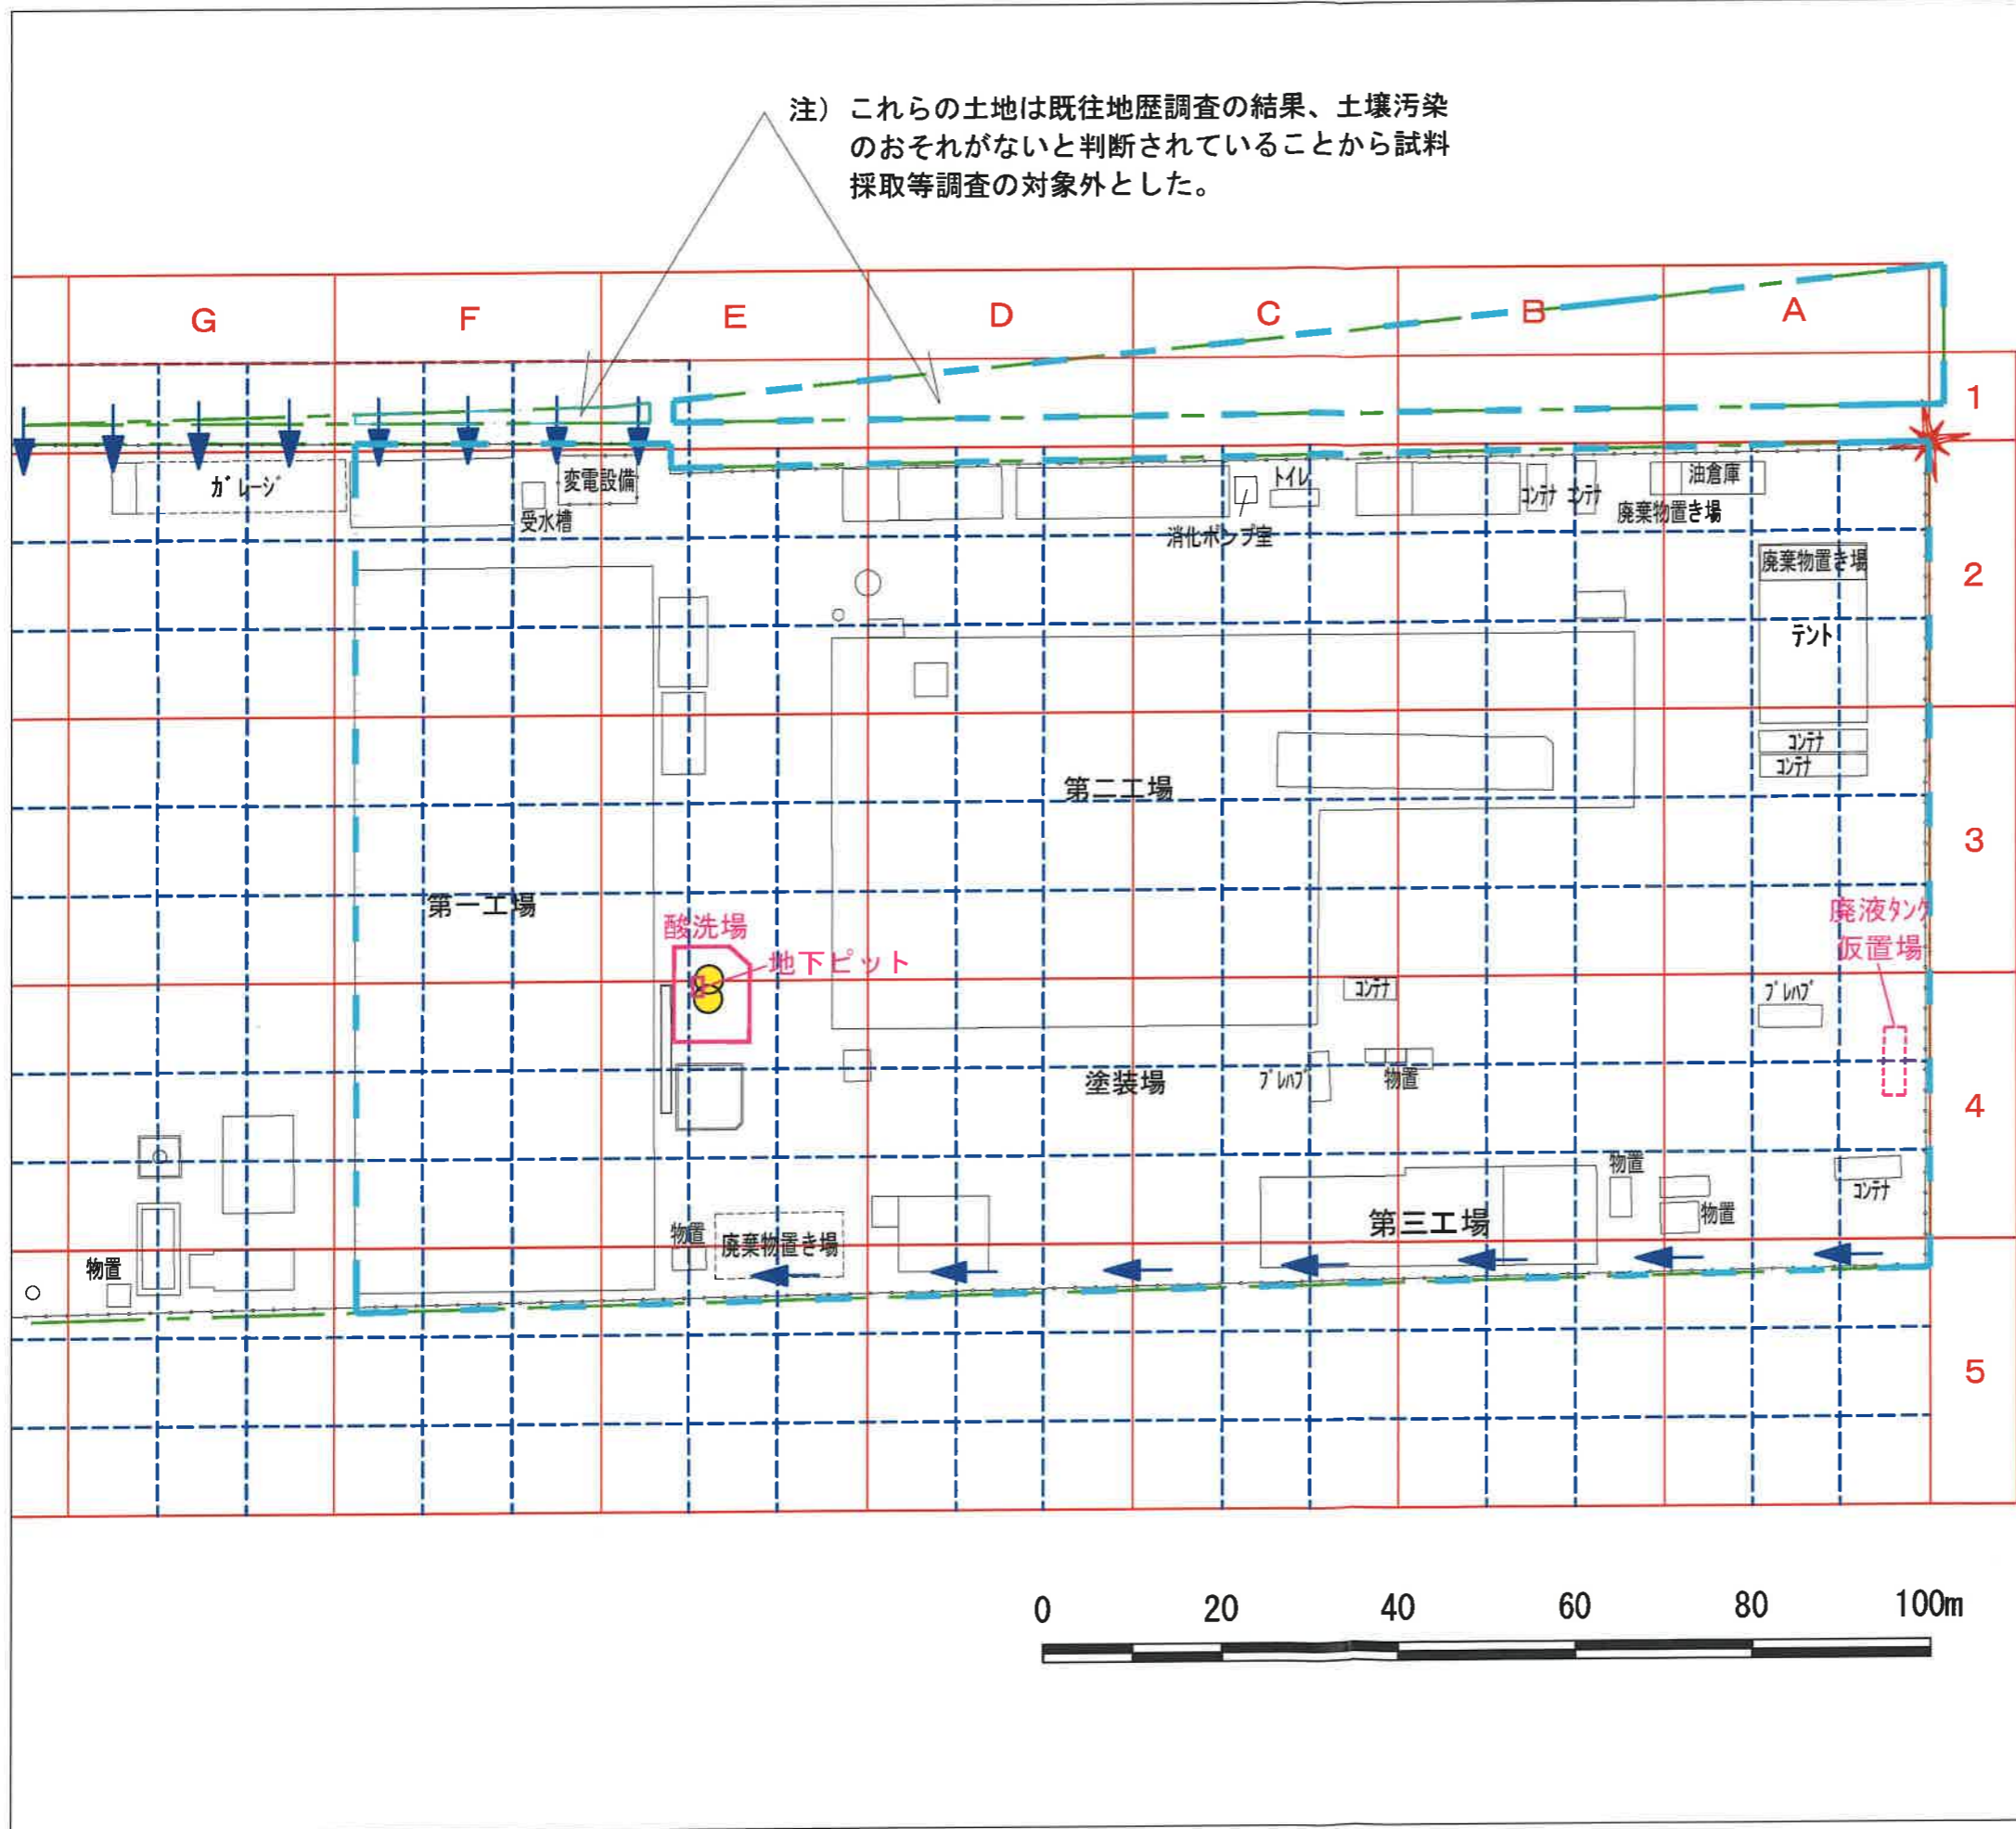 注) これらの土地は既往地歴調査の結果、土壌汚染
のおそれがないと判断されていることから試料
採取等調査の対象外とした。
G F E D C B A
1
ガレージ
変電設備
受水槽
トイレ
消化ポンプ室
コンテナ コンテナ
油倉庫
廃棄物置き場
2
廃棄物置き場
テント
コンテナ
コンテナ
第二工場
3
第一工場
酸洗場
地下ピット
廃液タンク
仮置場
コンテナ
プレハブ
塗装場
プレハブ
物置
4
物置
コンテナ
物置
第三工場
物置
廃棄物置き場
物置
5
0 20 40 60 80 100m